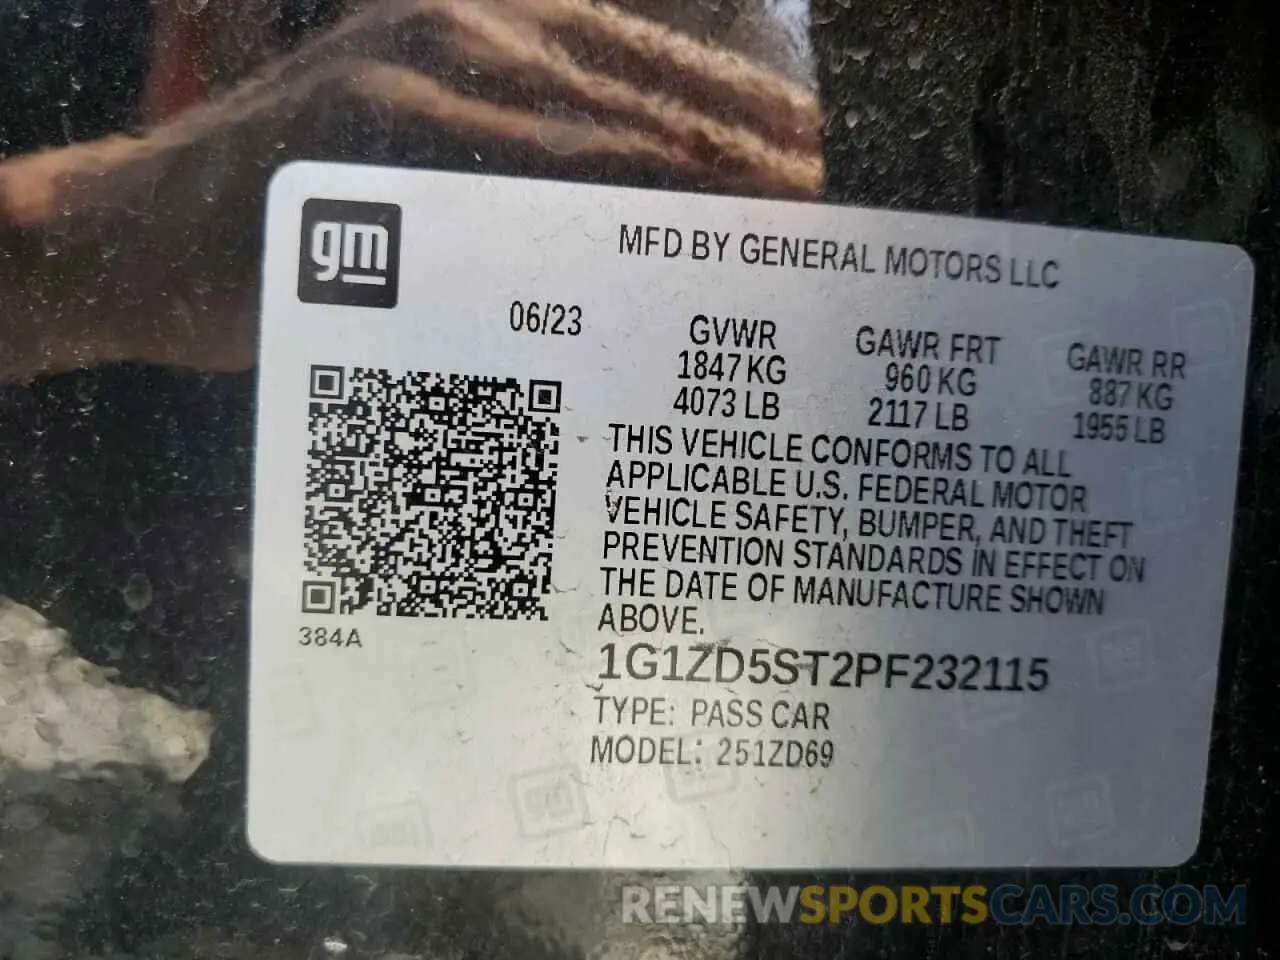 gm
MFD BY GENERAL MOTORS LLC
06/23
GVWR
1847 KG
4073 LB
GAWR FRT
960 KG
2117 LB
GAWR RR
887 KG
1955 LB
THIS VEHICLE CONFORMS TO ALL
APPLICABLE U.S. FEDERAL MOTOR
VEHICLE SAFETY, BUMPER, AND THEFT
PREVENTION STANDARDS IN EFFECT ON
THE DATE OF MANUFACTURE SHOWN
ABOVE.
384A
1G1ZD5ST2PF232115
TYPE: PASS CAR
MODEL: 251ZD69
RENEWSPORTSCARS.COM